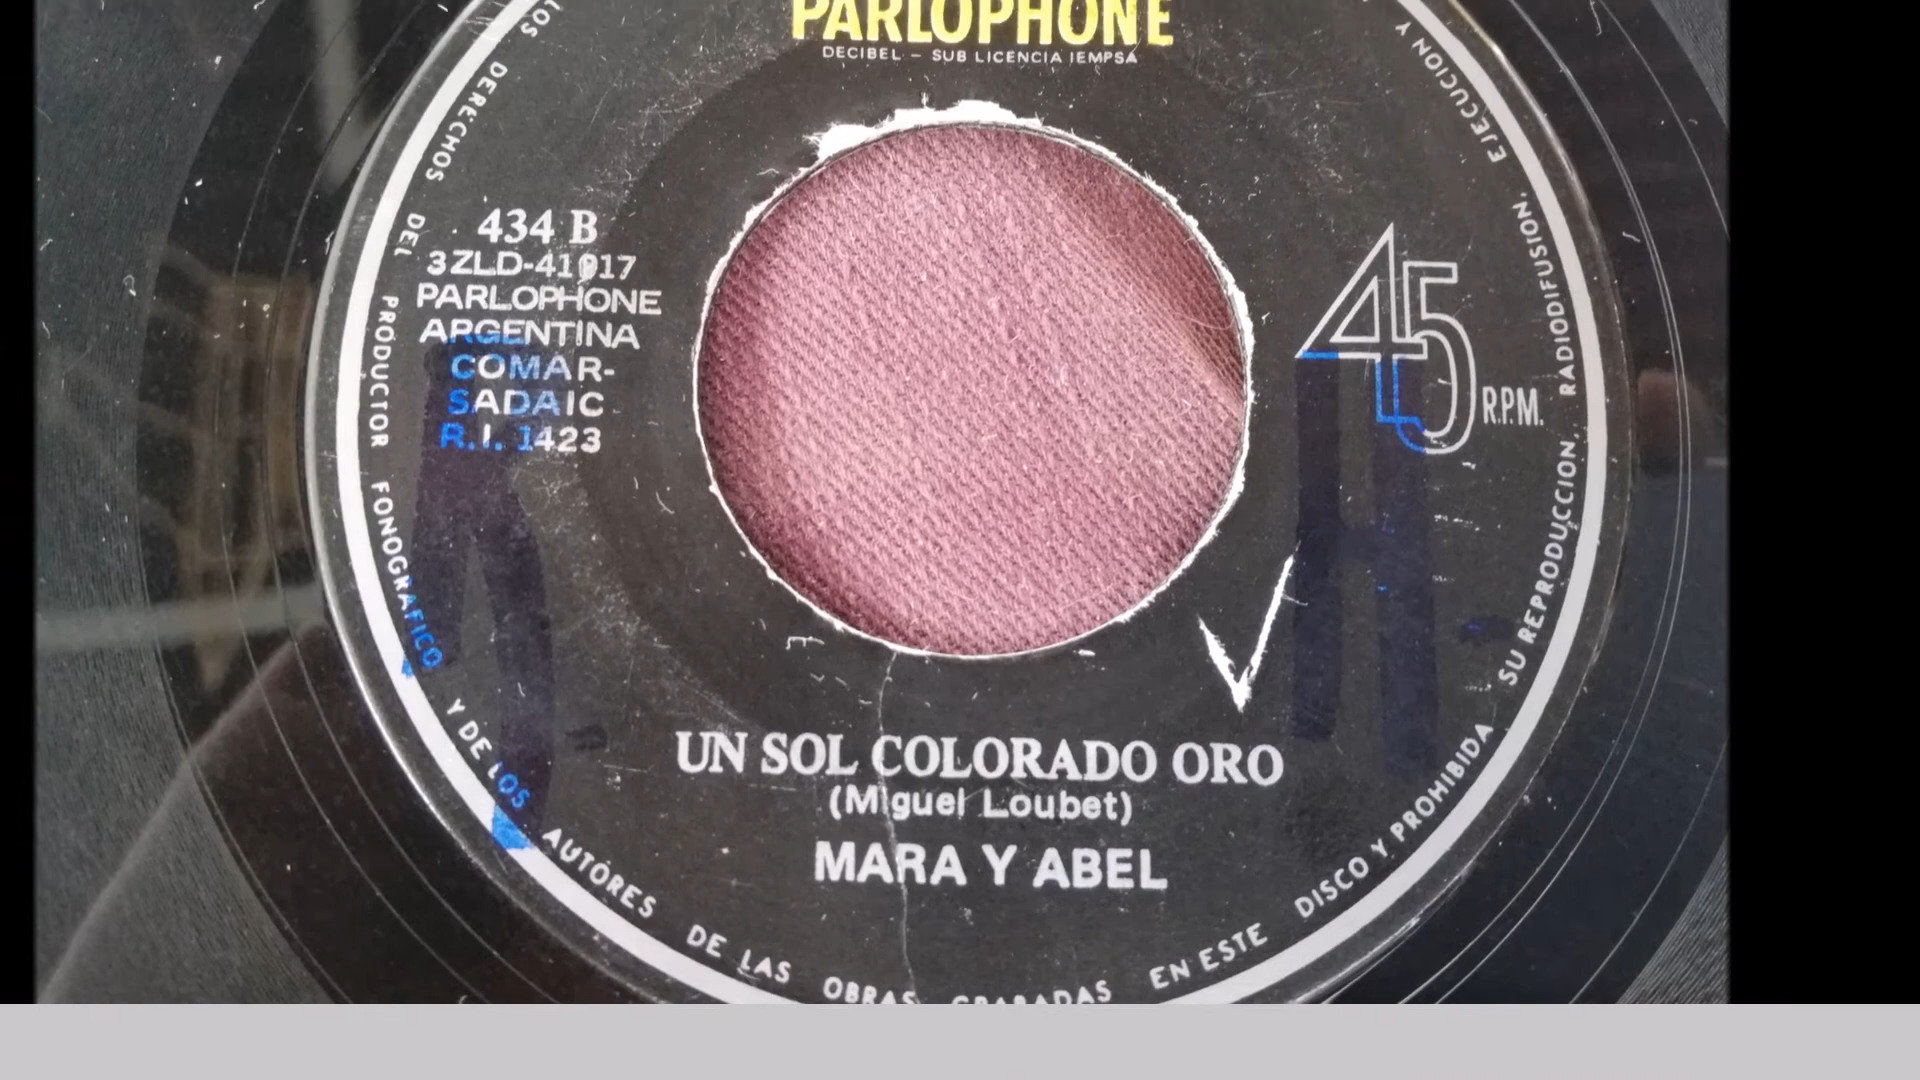 PARLOPHONE
DECIBEL – SUB LICENCIA IEMPSA
434 B
3ZLD-41917
PARLOPHONE
ARGENTINA
COMAR-
SADAIC
R.I. 1423
45 R.P.M.
UN SOL COLORADO ORO
(Miguel Loubet)
MARA Y ABEL
LOS DERECHOS DEL PRODUCTOR FONOGRAFICO Y DE LOS AUTORES DE LAS OBRAS GRABADAS EN ESTE DISCO Y PROHIBIDA SU REPRODUCCION, RADIODIFUSION, EJECUCION Y